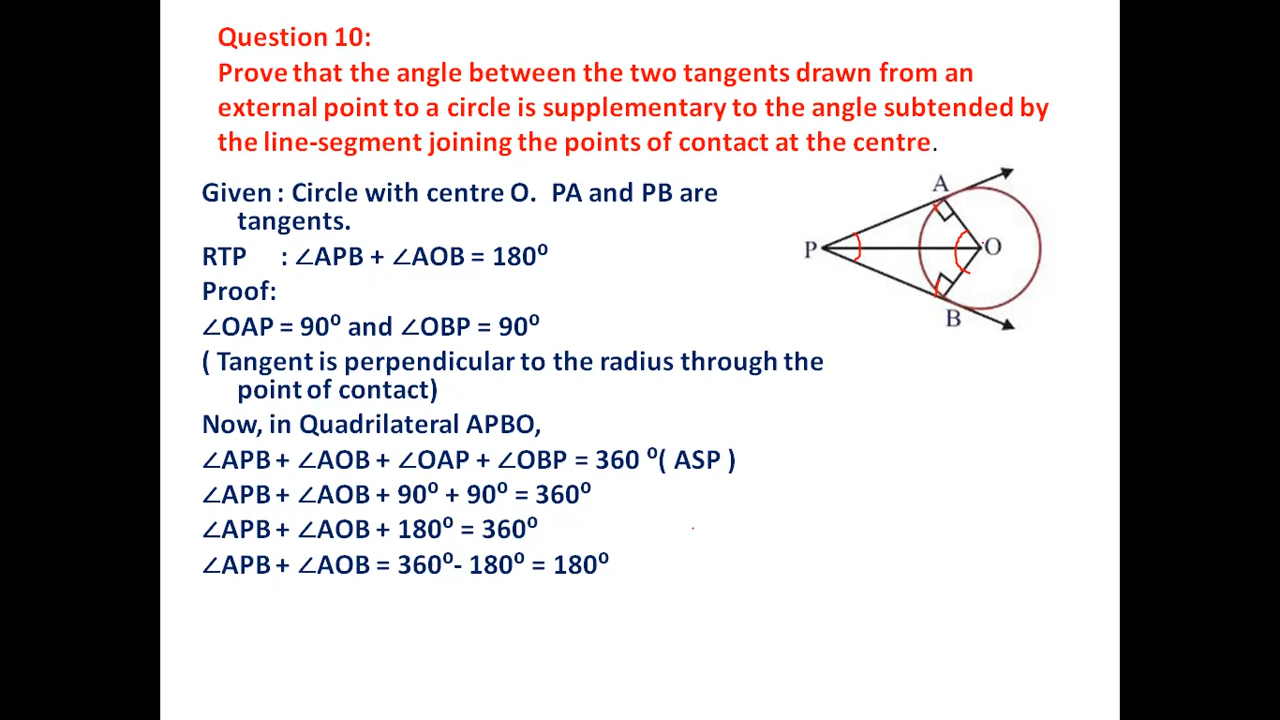 Question 10:
Prove that the angle between the two tangents drawn from an
external point to a circle is supplementary to the angle subtended by
the line-segment joining the points of contact at the centre.
Given : Circle with centre O. PA and PB are
tangents.
RTP : ∠APB + ∠AOB = 180⁰
Proof:
∠OAP = 90⁰ and ∠OBP = 90⁰
( Tangent is perpendicular to the radius through the
point of contact)
Now, in Quadrilateral APBO,
∠APB + ∠AOB + ∠OAP + ∠OBP = 360 ⁰( ASP )
∠APB + ∠AOB + 90⁰ + 90⁰ = 360⁰
∠APB + ∠AOB + 180⁰ = 360⁰
∠APB + ∠AOB = 360⁰- 180⁰ = 180⁰
A
P
O
B